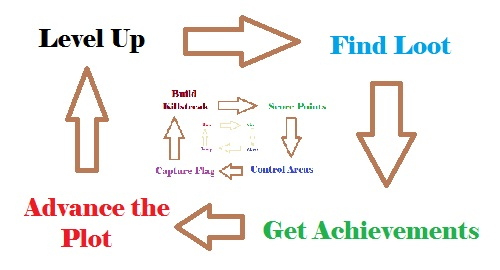 Level Up
Find Loot
Build
Killstreak
Score Points
Capture Flag
Control Areas
Advance the
Plot
Get Achievements